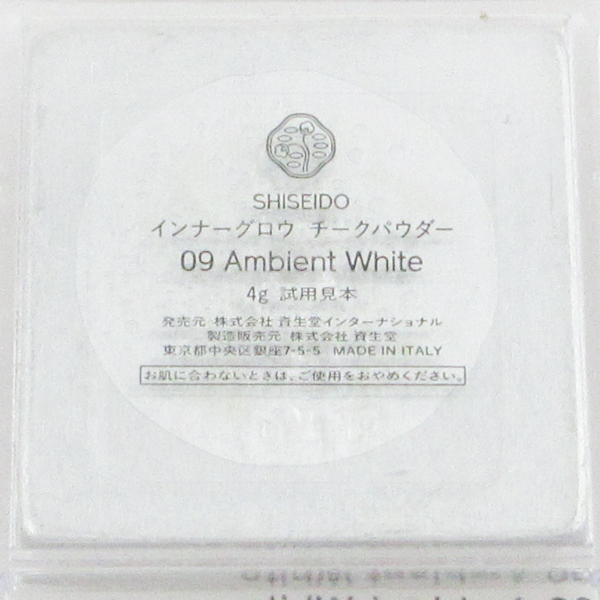 SHISEIDO
インナーグロウ チークパウダー
09 Ambient White
4g 試用見本
発売元 株式会社 資生堂インターナショナル
製造販売元 株式会社 資生堂
東京都中央区銀座7-5-5 MADE IN ITALY
お肌に合わないときは、ご使用をおやめください。